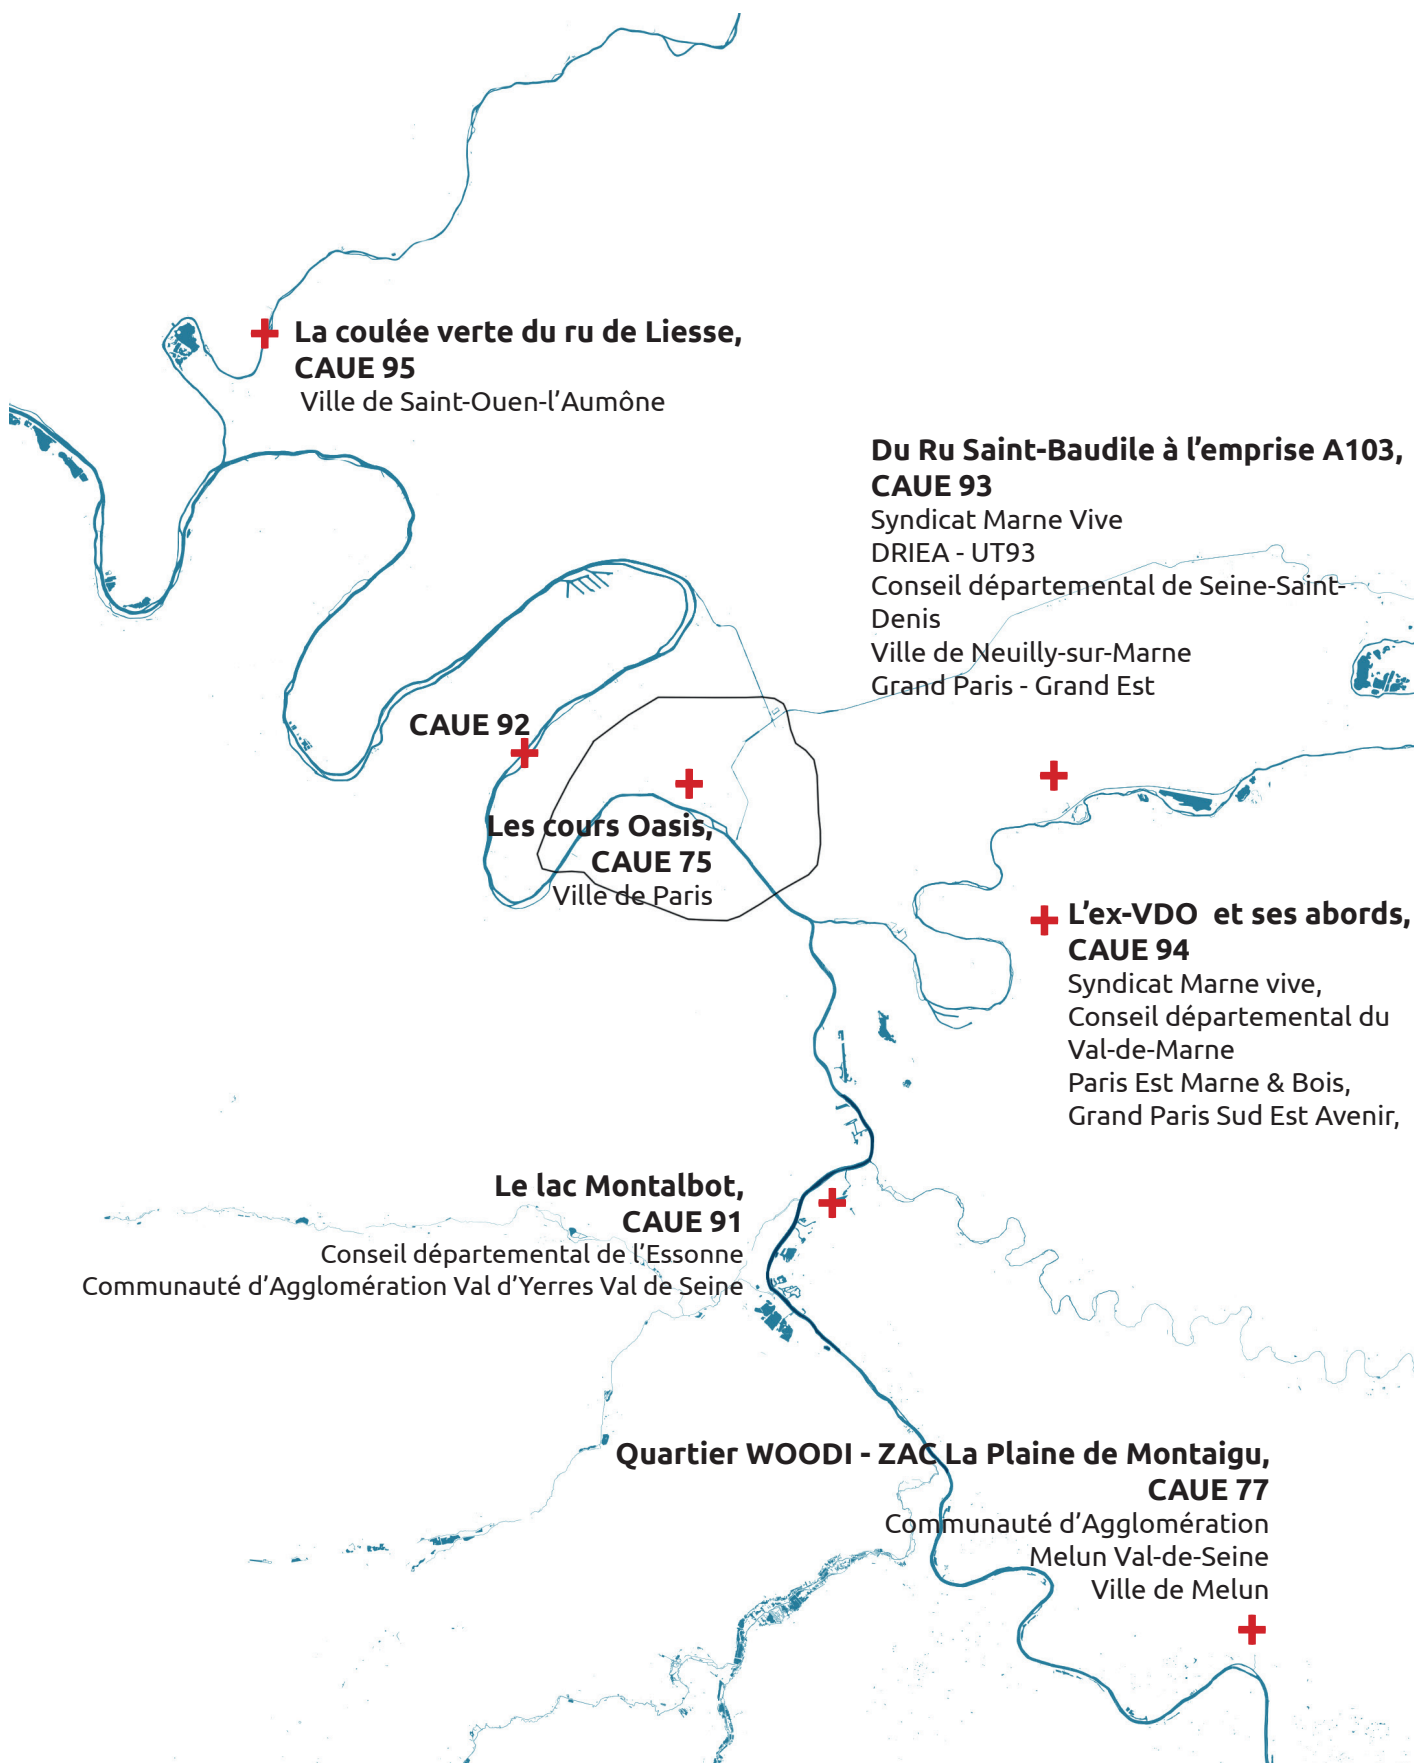 La coulée verte du ru de Liesse,
CAUE 95
Ville de Saint-Ouen-l’Aumône
Du Ru Saint-Baudile à l’emprise A103,
CAUE 93
Syndicat Marne Vive
DRIEA - UT93
Conseil départemental de Seine-Saint-
Denis
Ville de Neuilly-sur-Marne
Grand Paris - Grand Est
CAUE 92
Les cours Oasis,
CAUE 75
Ville de Paris
L’ex-VDO et ses abords,
CAUE 94
Syndicat Marne vive,
Conseil départemental du
Val-de-Marne
Paris Est Marne & Bois,
Grand Paris Sud Est Avenir,
Le lac Montalbot,
CAUE 91
Conseil départemental de l’Essonne
Communauté d’Agglomération Val d’Yerres Val de Seine
Quartier WOODI - ZAC La Plaine de Montaigu,
CAUE 77
Communauté d’Agglomération
Melun Val-de-Seine
Ville de Melun